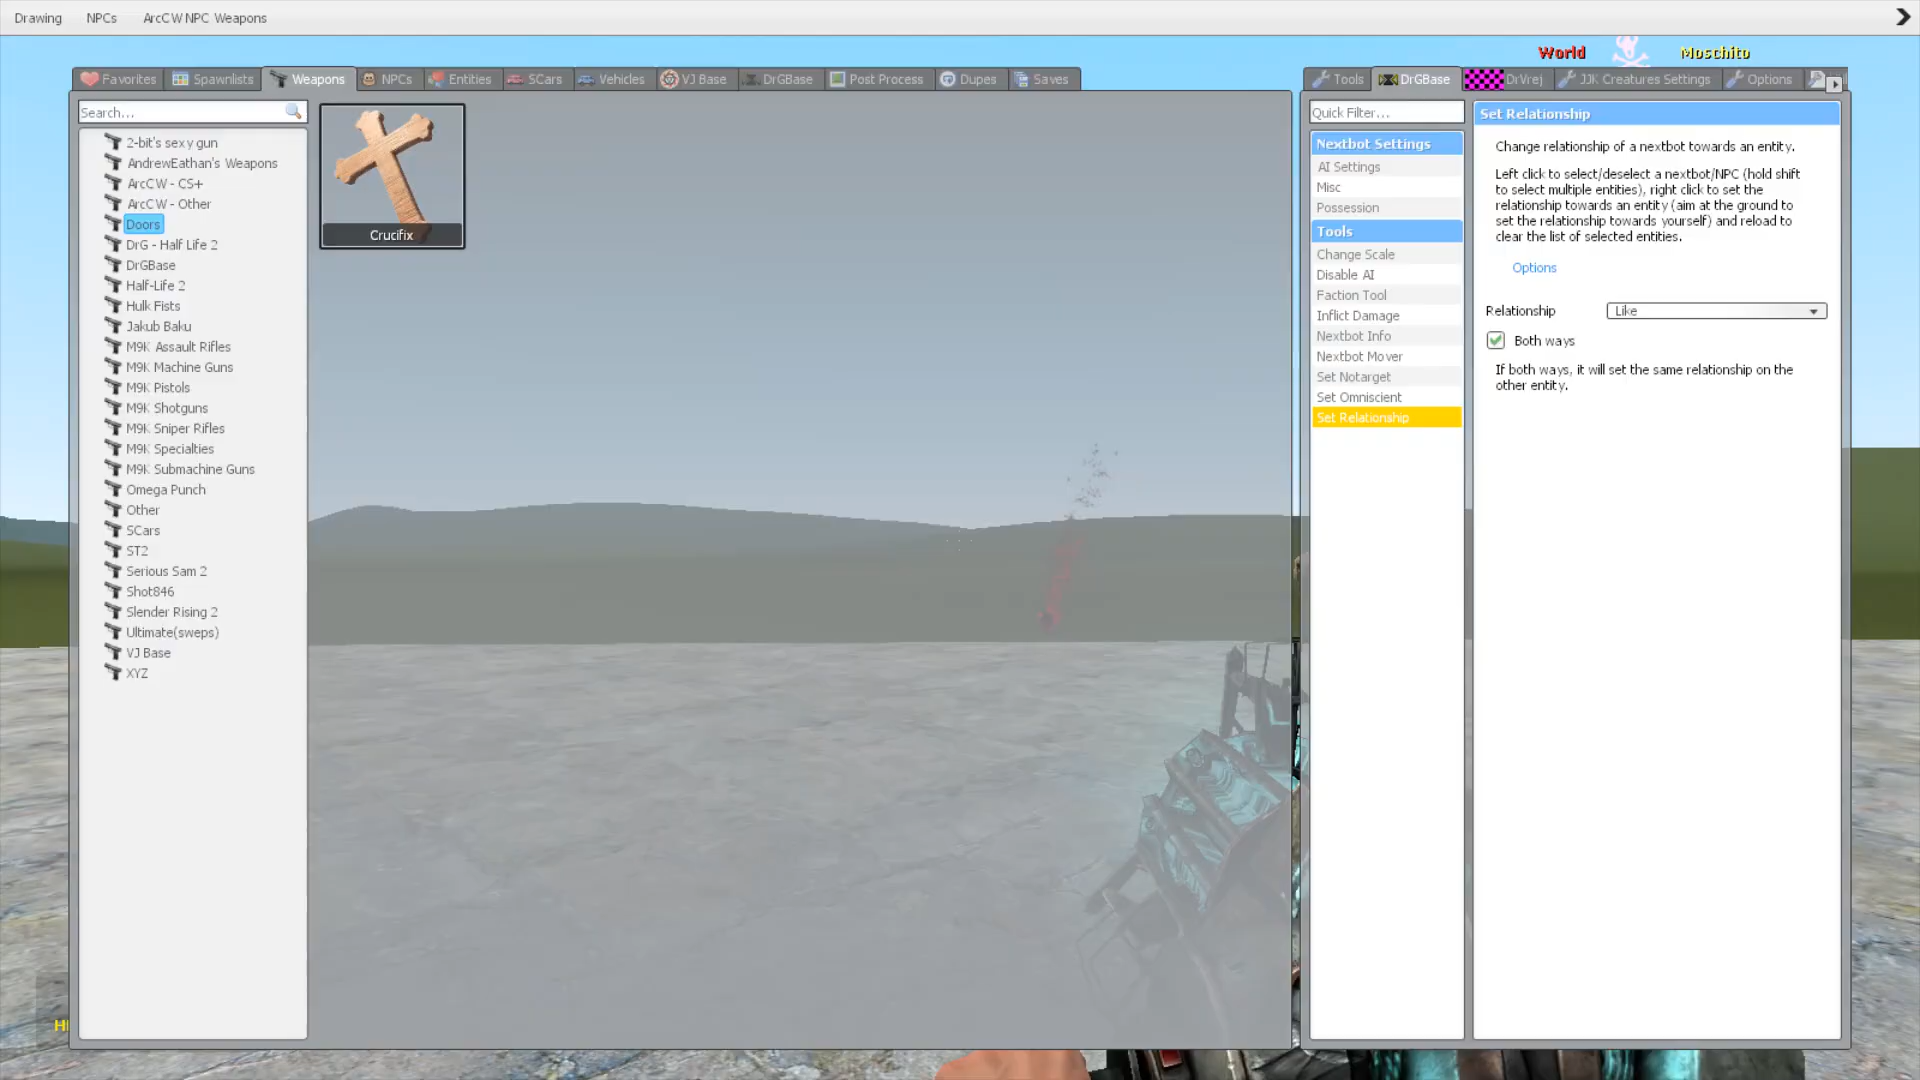 Drawing NPCs ArcCW NPC Weapons
World Moschito
Favorites Spawnlists Weapons NPCs Entities SCars Vehicles VJ Base DrGBase Post Process Dupes Saves
Tools DrGBase DrVrej JJK Creatures Settings Options
Search...
2-bit's sexy gun
AndrewEathan's Weapons
ArcCW - CS+
ArcCW - Other
Doors
DrG - Half Life 2
DrGBase
Half-Life 2
Hulk Fists
Jakub Baku
M9K Assault Rifles
M9K Machine Guns
M9K Pistols
M9K Shotguns
M9K Sniper Rifles
M9K Specialties
M9K Submachine Guns
Omega Punch
Other
SCars
ST2
Serious Sam 2
Shot846
Slender Rising 2
Ultimate(sweps)
VJ Base
XYZ
Crucifix
Quick Filter...
Nextbot Settings
AI Settings
Misc
Possession
Tools
Change Scale
Disable AI
Faction Tool
Inflict Damage
Nextbot Info
Nextbot Mover
Set Notarget
Set Omniscient
Set Relationship
Set Relationship
Change relationship of a nextbot towards an entity.
Left click to select/deselect a nextbot/NPC (hold shift
to select multiple entities), right click to set the
relationship towards an entity (aim at the ground to
set the relationship towards yourself) and reload to
clear the list of selected entities.
Options
Relationship Like
Both ways
If both ways, it will set the same relationship on the
other entity.